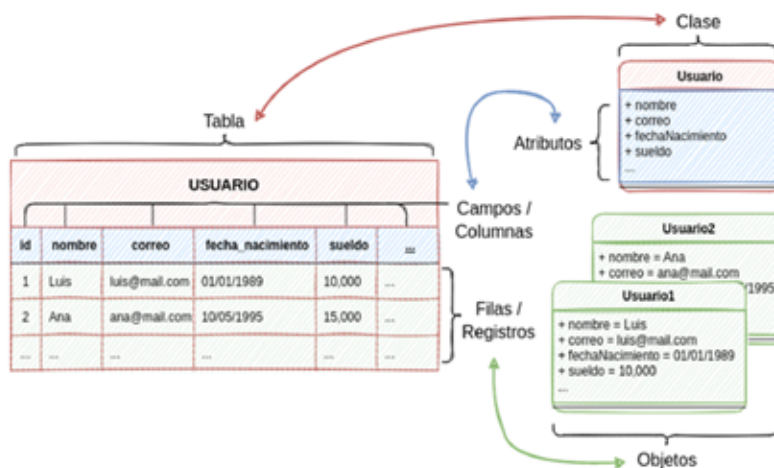 Clase
Usuario
+ nombre
+ correo
+ fechaNacimiento
+ sueldo
...
Atributos
Tabla
USUARIO
Campos /
Columnas
id nombre correo fecha_nacimiento sueldo ...
1 Luis luis@mail.com 01/01/1989 10,000 ...
2 Ana ana@mail.com 10/05/1995 15,000 ...
... ... ... ... ... ...
Filas /
Registros
Usuario2
+ nombre = Ana
+ correo = ana@mail.com
/1995
Usuario1
+ nombre = Luis
+ correo = luis@mail.com
+ fechaNacimiento = 01/01/1989
+ sueldo = 10,000
...
Objetos